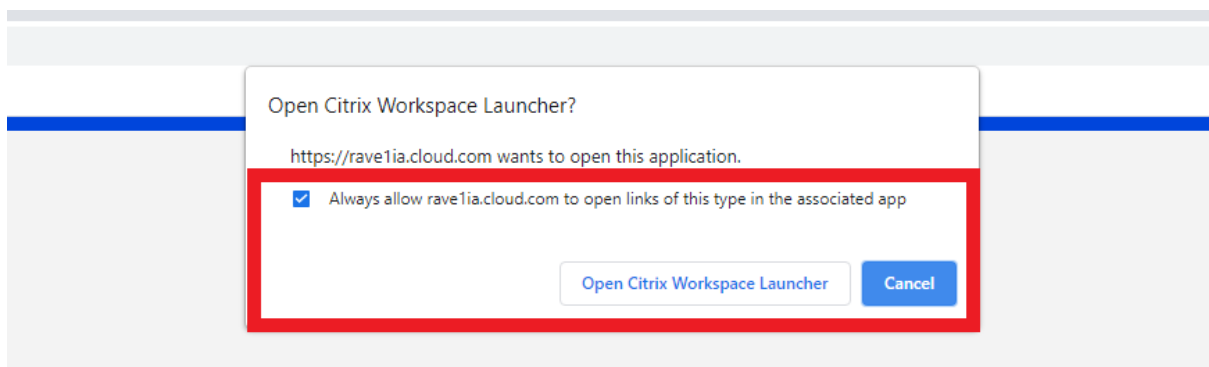 Open Citrix Workspace Launcher?
https://rave1ia.cloud.com wants to open this application.
Always allow rave1ia.cloud.com to open links of this type in the associated app
Open Citrix Workspace Launcher Cancel